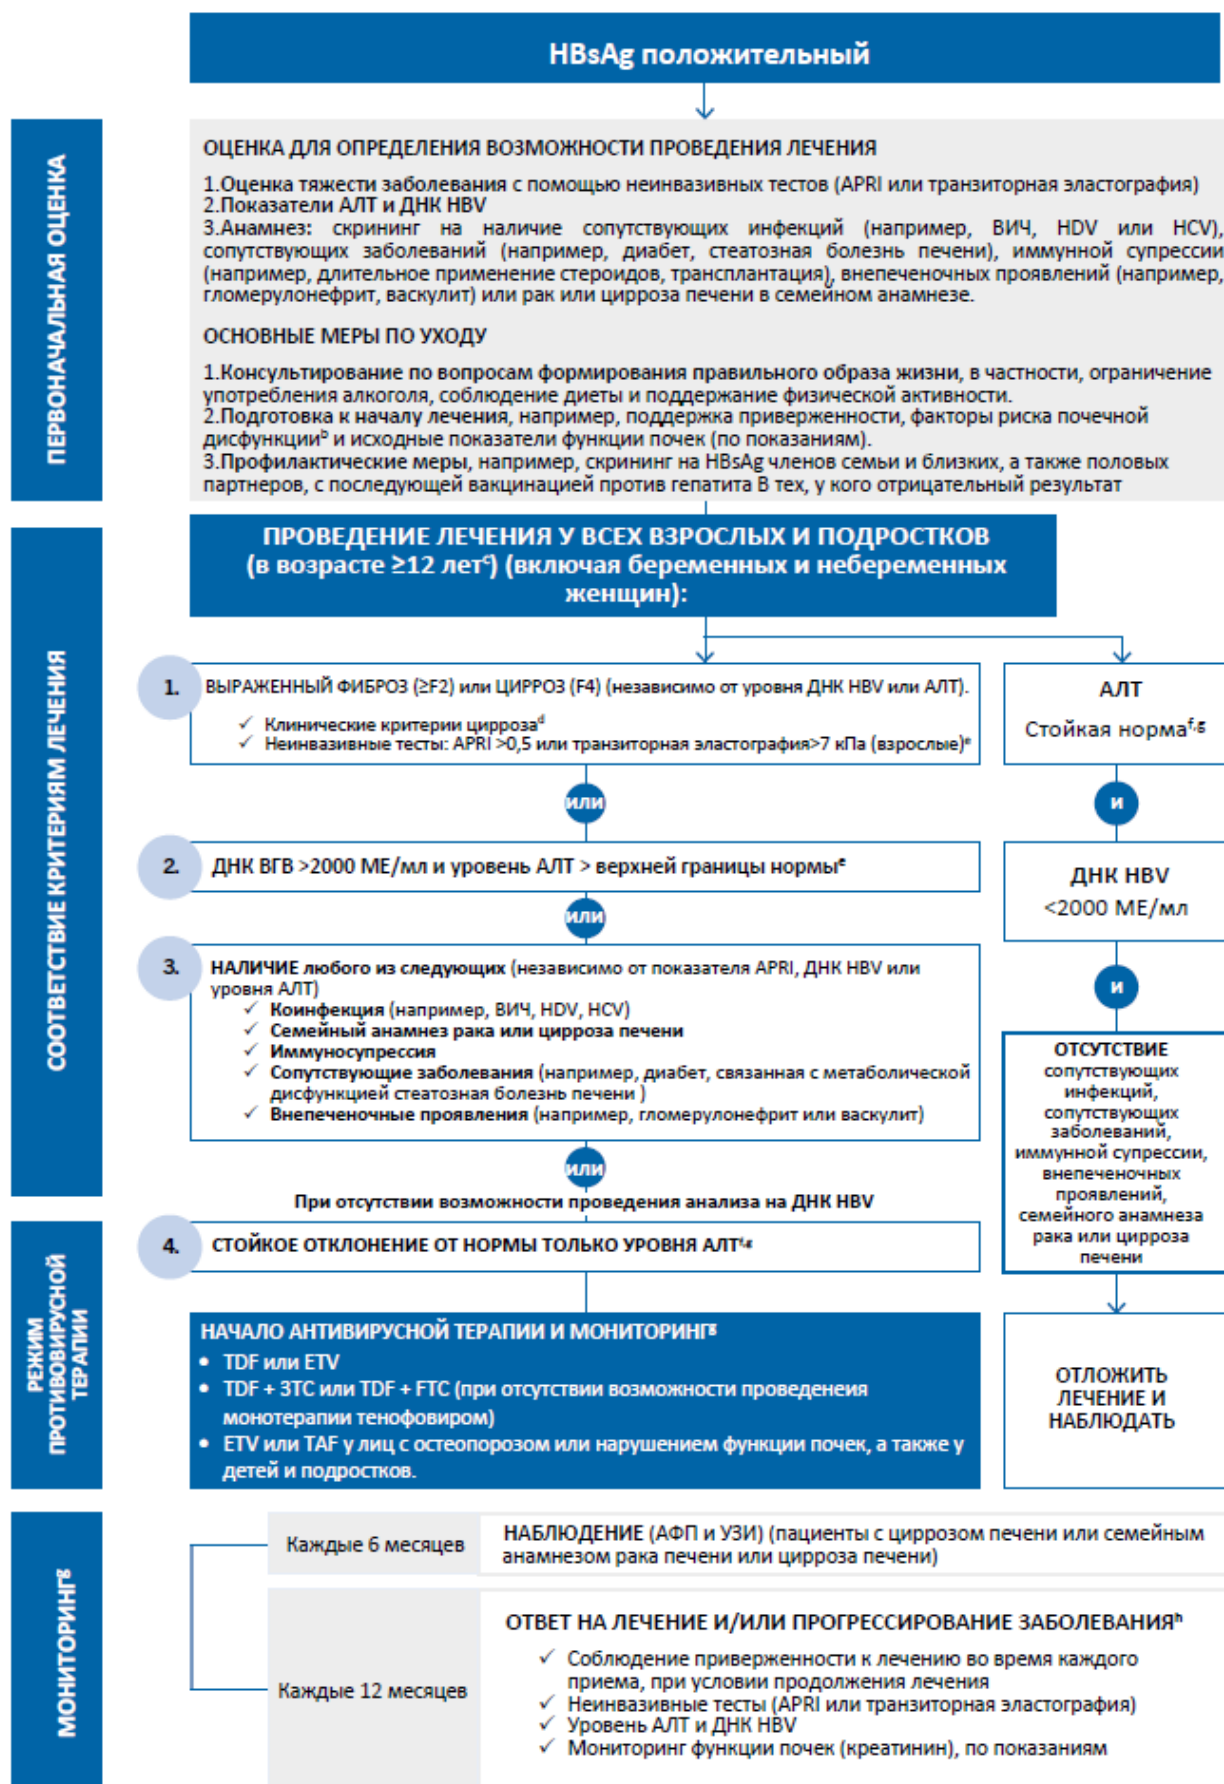 HBsAg положительный
ПЕРВОНАЧАЛЬНАЯ ОЦЕНКА
ОЦЕНКА ДЛЯ ОПРЕДЕЛЕНИЯ ВОЗМОЖНОСТИ ПРОВЕДЕНИЯ ЛЕЧЕНИЯ
1.Оценка тяжести заболевания с помощью неинвазивных тестов (APRI или транзиторная эластография)
2.Показатели АЛТ и ДНК HBV
3.Анамнез: скрининг на наличие сопутствующих инфекций (например, ВИЧ, HDV или HCV),
сопутствующих заболеваний (например, диабет, стеатозная болезнь печени), иммунной супрессии
(например, длительное применение стероидов, трансплантация), внепеченочных проявлений (например,
гломерулонефрит, васкулит) или рак или цирроза печени в семейном анамнезе.
ОСНОВНЫЕ МЕРЫ ПО УХОДУ
1.Консультирование по вопросам формирования правильного образа жизни, в частности, ограничение
употребления алкоголя, соблюдение диеты и поддержание физической активности.
2.Подготовка к началу лечения, например, поддержка приверженности, факторы риска почечной
дисфункцииᵇ и исходные показатели функции почек (по показаниям).
3.Профилактические меры, например, скрининг на HBsAg членов семьи и близких, а также половых
партнеров, с последующей вакцинацией против гепатита В тех, у кого отрицательный результат
СООТВЕТСТВИЕ КРИТЕРИЯМ ЛЕЧЕНИЯ
ПРОВЕДЕНИЕ ЛЕЧЕНИЯ У ВСЕХ ВЗРОСЛЫХ И ПОДРОСТКОВ
(в возрасте ≥12 летᶜ) (включая беременных и небеременных
женщин):
1.
ВЫРАЖЕННЫЙ ФИБРОЗ (≥F2) или ЦИРРОЗ (F4) (независимо от уровня ДНК HBV или АЛТ).
✓ Клинические критерии циррозаᵈ
✓ Неинвазивные тесты: APRI >0,5 или транзиторная эластография>7 кПа (взрослые)ᵉ
или
2.
ДНК ВГВ >2000 МЕ/мл и уровень АЛТ > верхней границы нормыᵉ
или
3.
НАЛИЧИЕ любого из следующих (независимо от показателя APRI, ДНК HBV или
уровня АЛТ)
✓ Коинфекция (например, ВИЧ, HDV, HCV)
✓ Семейный анамнез рака или цирроза печени
✓ Иммуносупрессия
✓ Сопутствующие заболевания (например, диабет, связанная с метаболической
дисфункцией стеатозная болезнь печени )
✓ Внепеченочные проявления (например, гломерулонефрит или васкулит)
или
При отсутствии возможности проведения анализа на ДНК HBV
4.
СТОЙКОЕ ОТКЛОНЕНИЕ ОТ НОРМЫ ТОЛЬКО УРОВНЯ АЛТᶠ,ᵍ
АЛТ
Стойкая нормаᶠ,ᵍ
и
ДНК HBV
<2000 МЕ/мл
и
ОТСУТСТВИЕ
сопутствующих
инфекций,
сопутствующих
заболеваний,
иммунной супрессии,
внепеченочных
проявлений,
семейного анамнеза
рака или цирроза
печени
РЕЖИМ
ПРОТИВОВИРУСНОЙ
ТЕРАПИИ
НАЧАЛО АНТИВИРУСНОЙ ТЕРАПИИ И МОНИТОРИНГᵍ
• TDF или ETV
• TDF + 3TC или TDF + FTC (при отсутствии возможности проведенеия
монотерапии тенофовиром)
• ETV или TAF у лиц с остеопорозом или нарушением функции почек, а также у
детей и подростков.
ОТЛОЖИТЬ
ЛЕЧЕНИЕ И
НАБЛЮДАТЬ
МОНИТОРИНГᵍ
Каждые 6 месяцев
НАБЛЮДЕНИЕ (АФП и УЗИ) (пациенты с циррозом печени или семейным
анамнезом рака печени или цирроза печени)
Каждые 12 месяцев
ОТВЕТ НА ЛЕЧЕНИЕ И/ИЛИ ПРОГРЕССИРОВАНИЕ ЗАБОЛЕВАНИЯʰ
✓ Соблюдение приверженности к лечению во время каждого
приема, при условии продолжения лечения
✓ Неинвазивные тесты (APRI или транзиторная эластография)
✓ Уровень АЛТ и ДНК HBV
✓ Мониторинг функции почек (креатинин), по показаниям